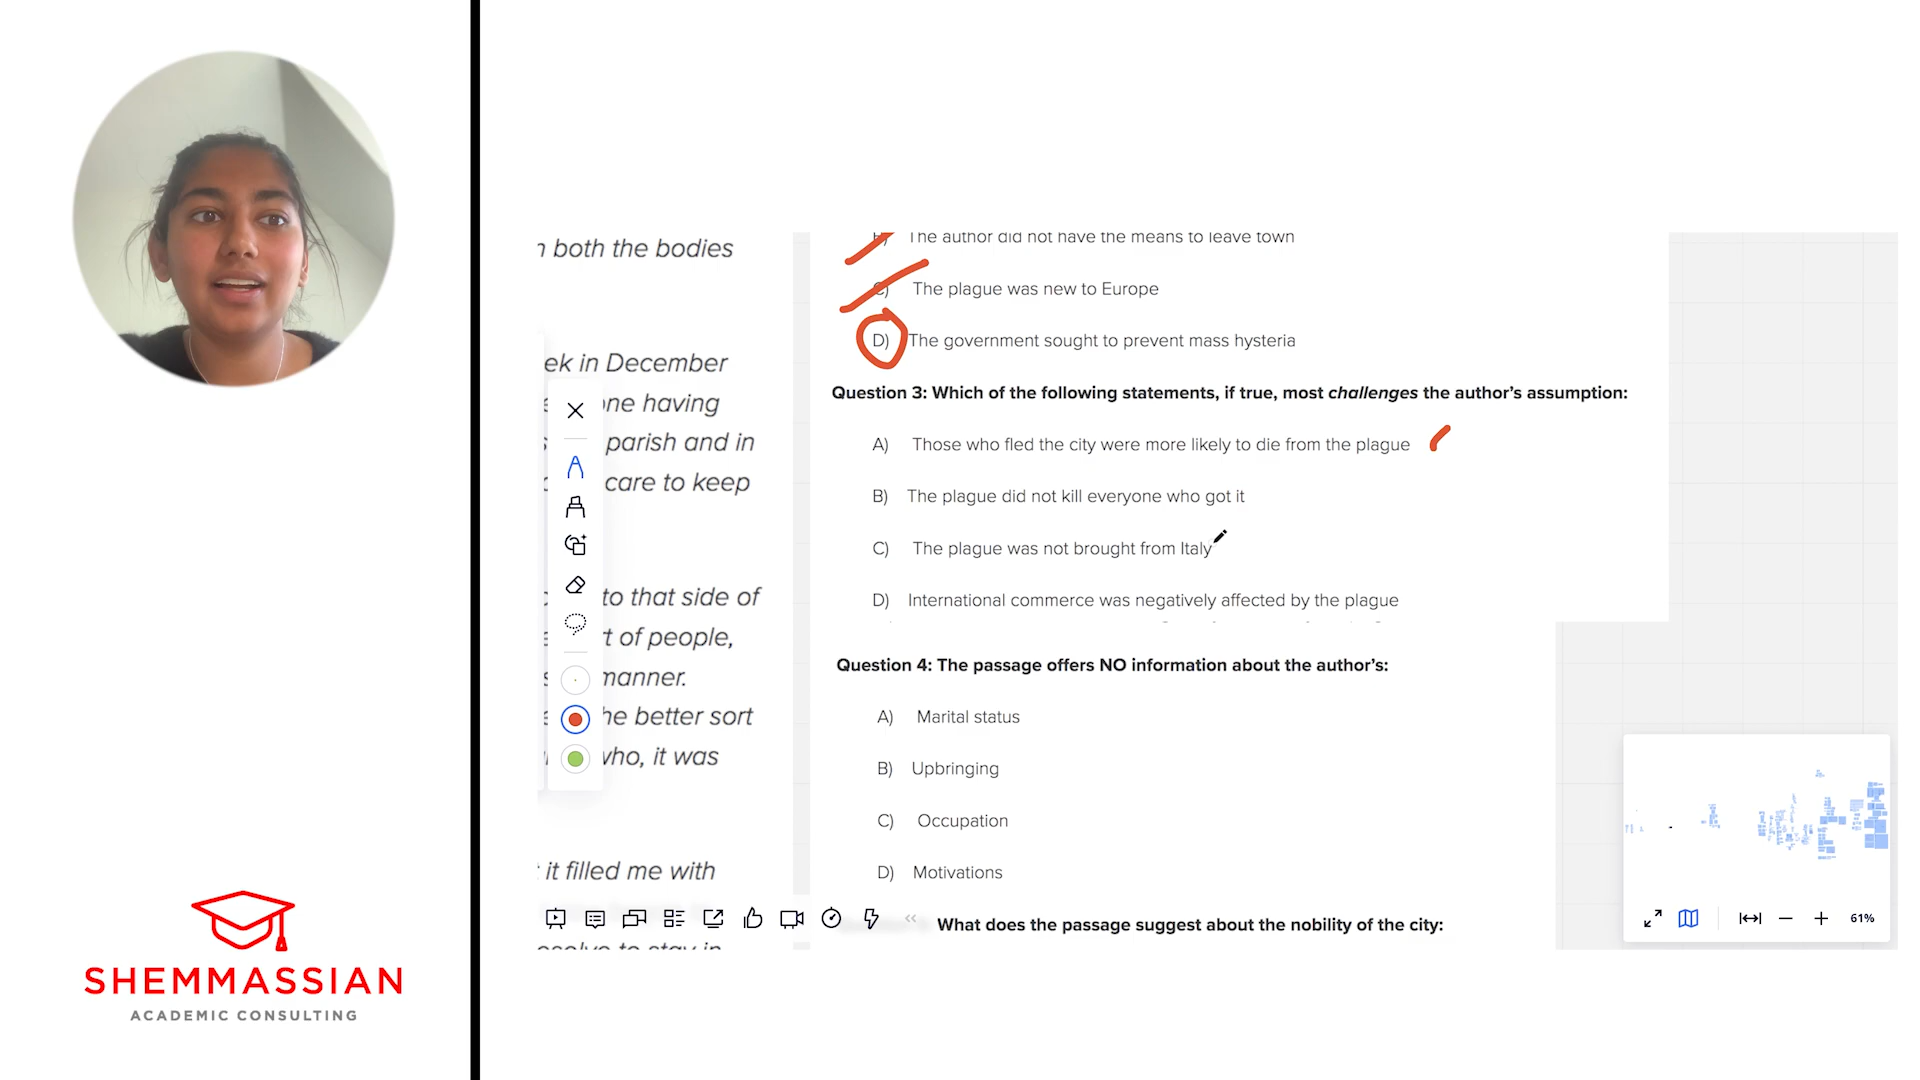 n both the bodies
ek in December
one having
parish and in
care to keep
to that side of
t of people,
manner.
he better sort
who, it was
it filled me with
B) The author did not have the means to leave town
C) The plague was new to Europe
D) The government sought to prevent mass hysteria
Question 3: Which of the following statements, if true, most challenges the author's assumption:
A) Those who fled the city were more likely to die from the plague
B) The plague did not kill everyone who got it
C) The plague was not brought from Italy
D) International commerce was negatively affected by the plague
Question 4: The passage offers NO information about the author's:
A) Marital status
B) Upbringing
C) Occupation
D) Motivations
What does the passage suggest about the nobility of the city:
61%
SHEMMASSIAN
ACADEMIC CONSULTING